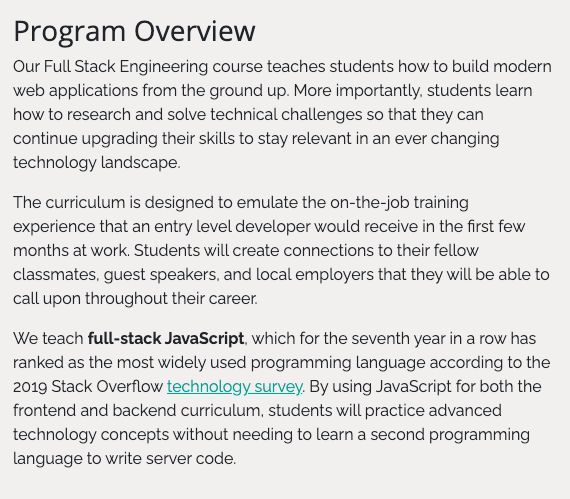 Program Overview
Our Full Stack Engineering course teaches students how to build modern
web applications from the ground up. More importantly, students learn
how to research and solve technical challenges so that they can
continue upgrading their skills to stay relevant in an ever changing
technology landscape.
The curriculum is designed to emulate the on-the-job training
experience that an entry level developer would receive in the first few
months at work. Students will create connections to their fellow
classmates, guest speakers, and local employers that they will be able to
call upon throughout their career.
We teach full-stack JavaScript, which for the seventh year in a row has
ranked as the most widely used programming language according to the
2019 Stack Overflow technology survey. By using JavaScript for both the
frontend and backend curriculum, students will practice advanced
technology concepts without needing to learn a second programming
language to write server code.